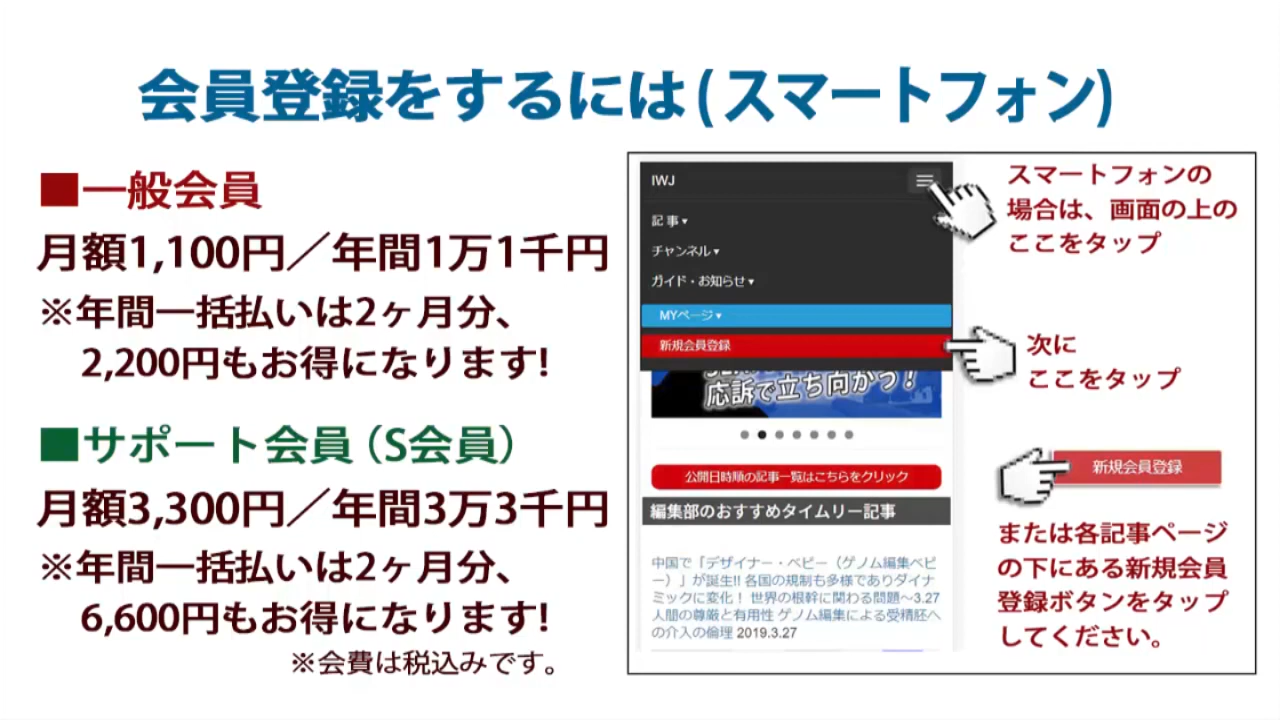 会員登録をするには(スマートフォン)
■一般会員
月額1,100円／年間1万1千円
※年間一括払いは2ヶ月分、
2,200円もお得になります!
■サポート会員（S会員）
月額3,300円／年間3万3千円
※年間一括払いは2ヶ月分、
6,600円もお得になります!
※会費は税込みです。
IWJ
記事▾
チャンネル▾
ガイド・お知らせ▾
MYページ▾
新規会員登録
応訴で立ち向かう！
公開日時順の記事一覧はこちらをクリック
編集部のおすすめタイムリー記事
中国で「デザイナー・ベビー（ゲノム編集ベビ
ー）」が誕生!! 各国の規制も多様でありダイナ
ミックに変化！ 世界の根幹に関わる問題～3.27
人間の尊厳と有用性 ゲノム編集による受精胚へ
の介入の倫理 2019.3.27
スマートフォンの
場合は、画面の上の
ここをタップ
次に
ここをタップ
新規会員登録
または各記事ページ
の下にある新規会員
登録ボタンをタップ
してください。